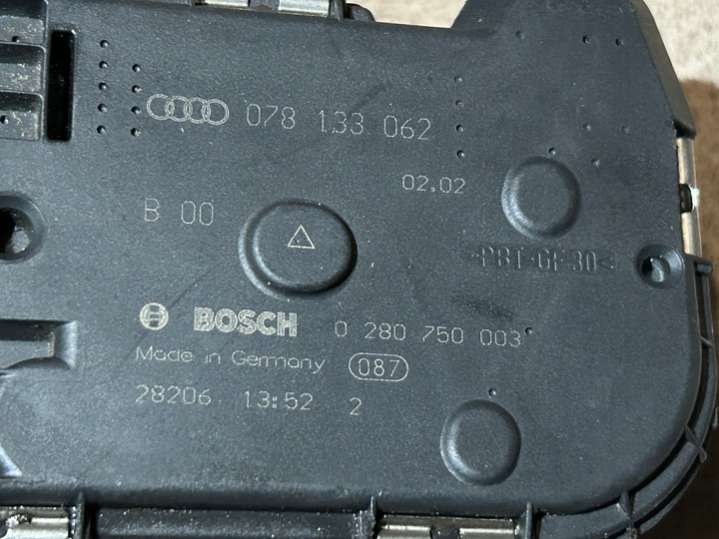 078 133 062
02.02
B 00
>PBT-GF30<
BOSCH 0 280 750 003
Made in Germany 087
28206 13:52 2